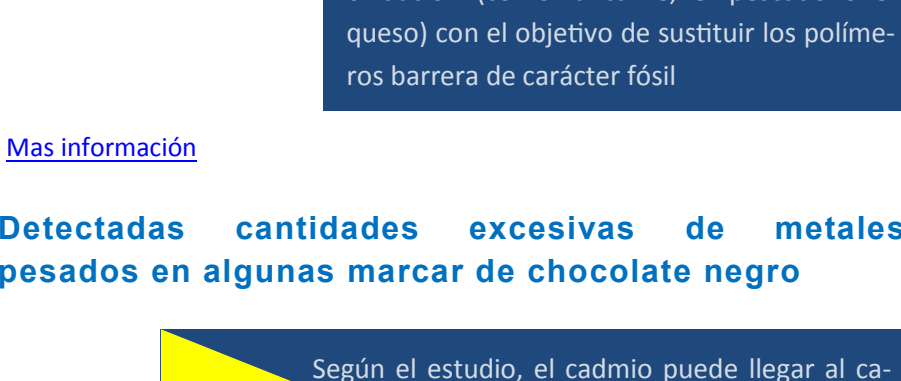 queso) con el objetivo de sustituir los políme-
ros barrera de carácter fósil
Mas información
Detectadas cantidades excesivas de metales
pesados en algunas marcar de chocolate negro
Según el estudio, el cadmio puede llegar al ca-